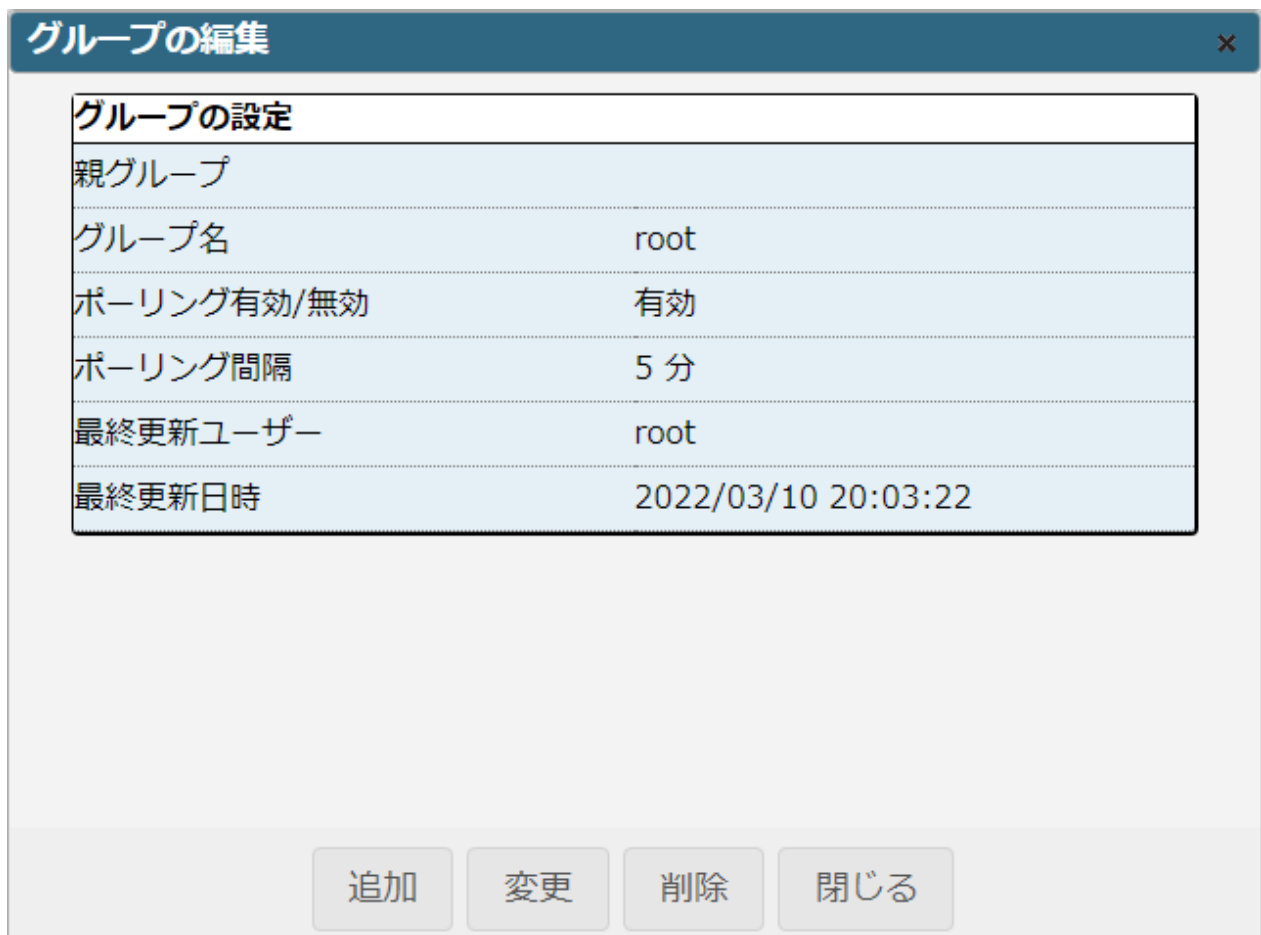 グループの編集 ×
グループの設定
親グループ
グループ名 root
ポーリング有効/無効 有効
ポーリング間隔 5 分
最終更新ユーザー root
最終更新日時 2022/03/10 20:03:22
追加 変更 削除 閉じる